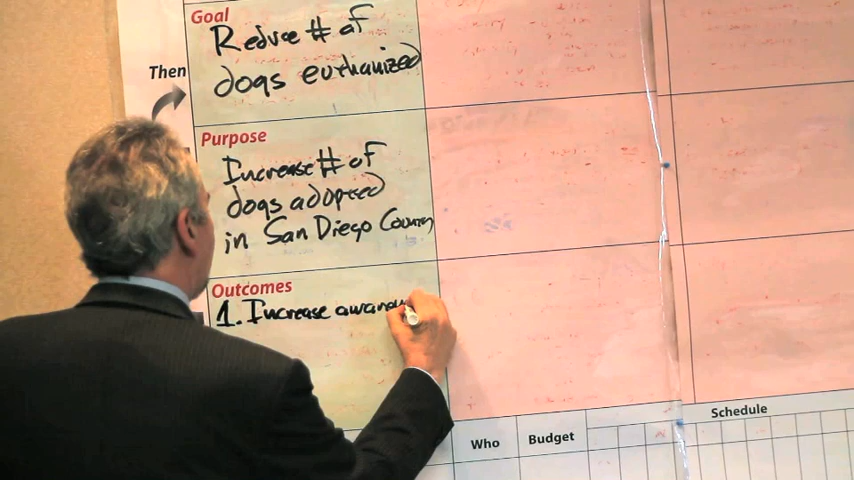 Goal
Reduce # of
dogs euthanized
Then
Purpose
Increase # of
dogs adopted
in San Diego County
Outcomes
1. Increase
Who
Budget
Schedule